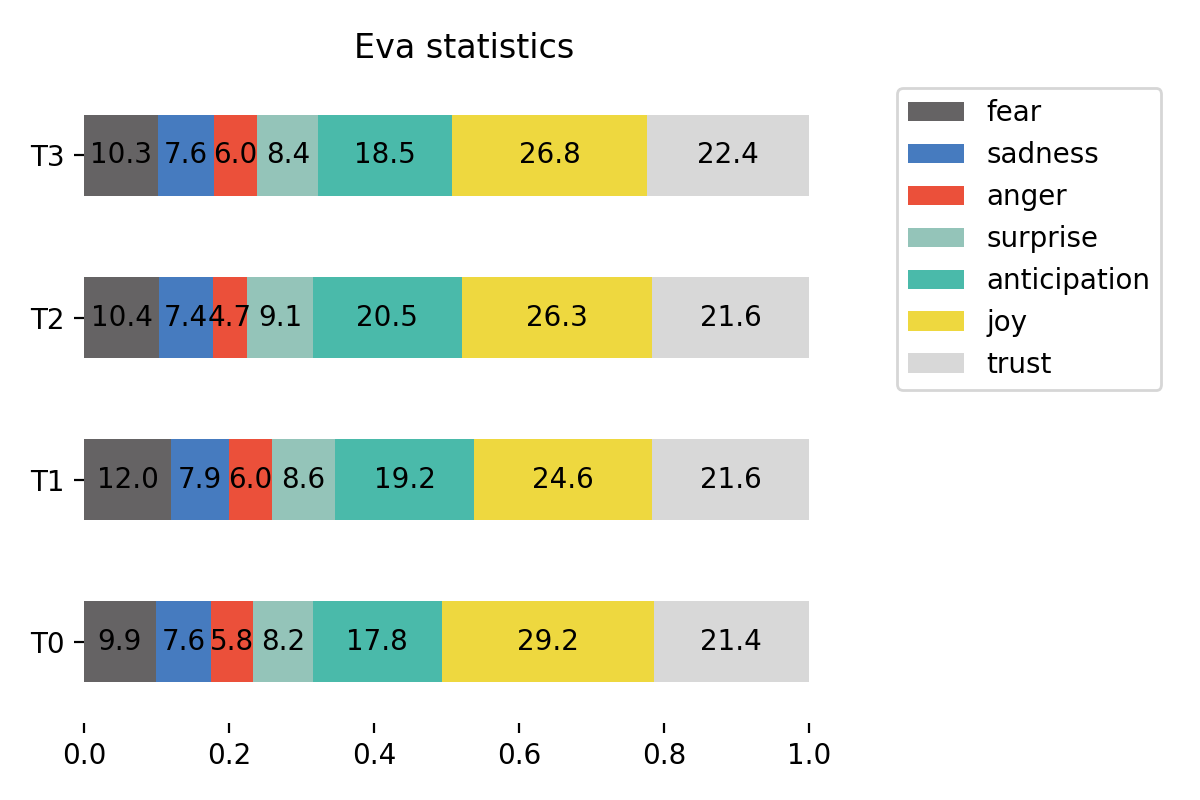 Eva statistics
T3 10.3 7.6 6.0 8.4 18.5 26.8 22.4
T2 10.4 7.4 4.7 9.1 20.5 26.3 21.6
T1 12.0 7.9 6.0 8.6 19.2 24.6 21.6
T0 9.9 7.6 5.8 8.2 17.8 29.2 21.4
0.0 0.2 0.4 0.6 0.8 1.0
fear
sadness
anger
surprise
anticipation
joy
trust